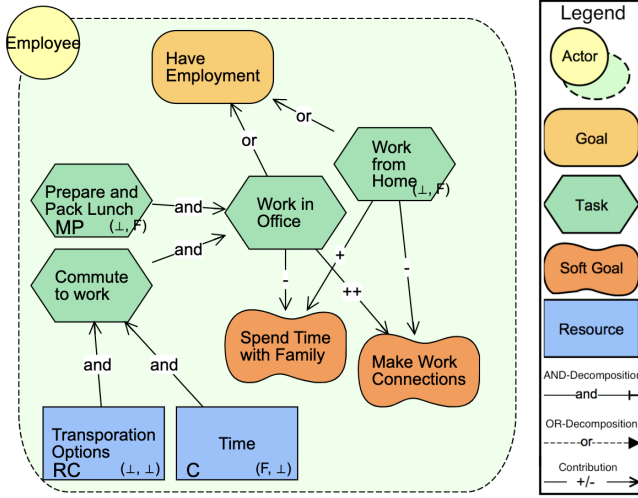 Employee
Have
Employment
or
or
Work
from
Home
(⊥, F)
Prepare and
Pack Lunch
MP
(⊥, F)
and
Work in
Office
and
Commute
to work
-
+
++
-
Spend Time
with Family
Make Work
Connections
and
and
Transporation
Options
RC
(⊥, ⊥)
Time
C
(F, ⊥)
Legend
Actor
Goal
Task
Soft Goal
Resource
AND-Decomposition
and
OR-Decomposition
or
Contribution
+/-